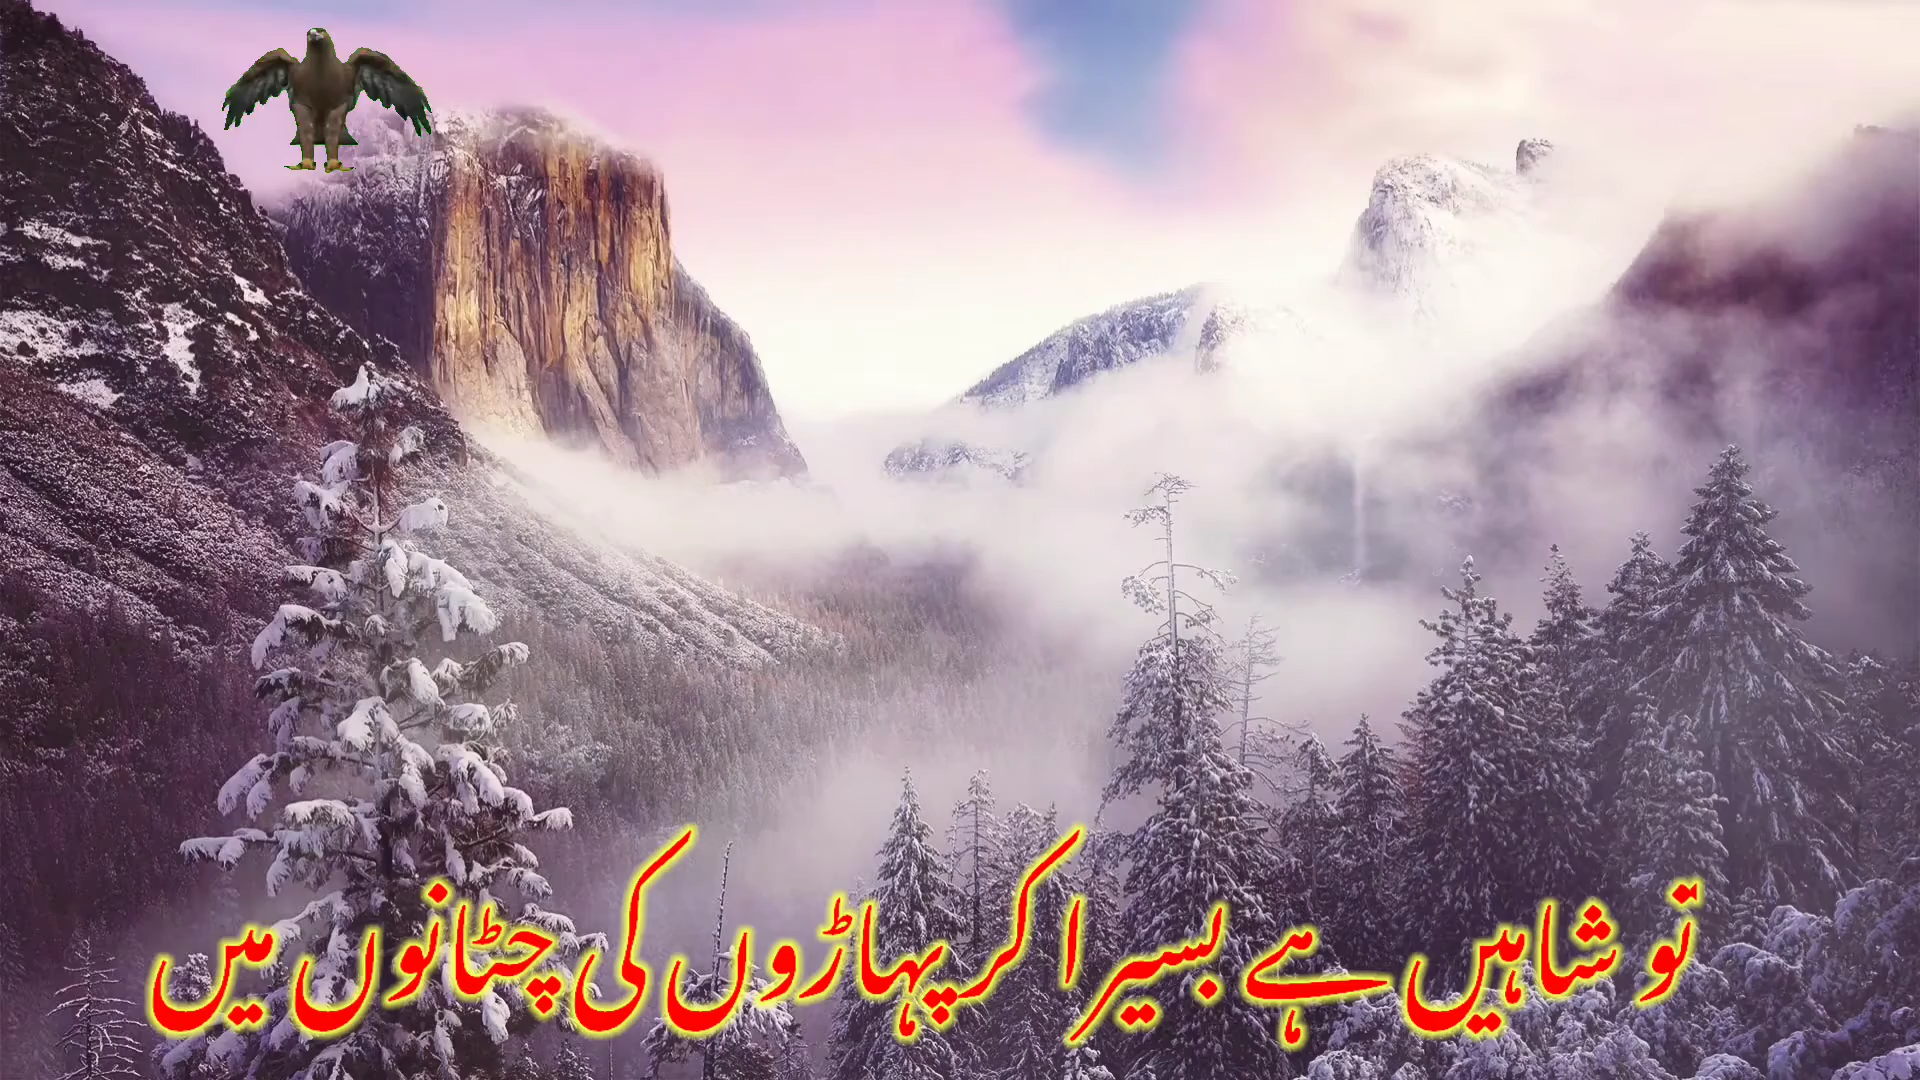 تو شاہیں ہے بسیرا کر پہاڑوں کی چٹانوں میں